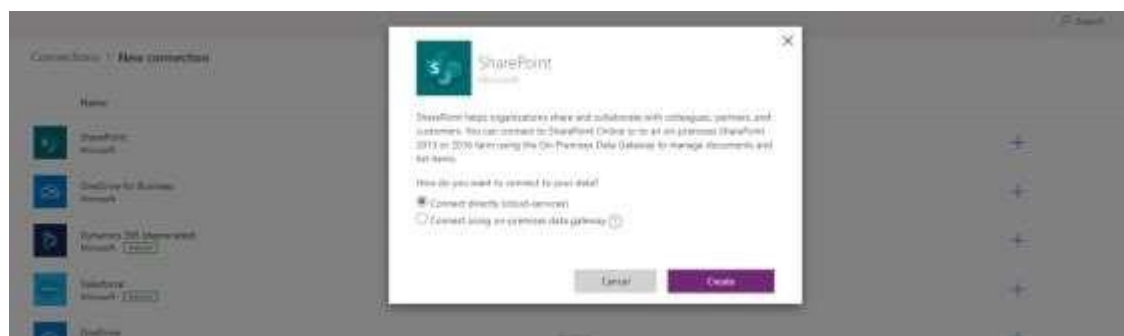 Search
Connections > New connection
Name
SharePoint
Microsoft
OneDrive for Business
Microsoft
Dynamics 365 (deprecated)
Microsoft
Salesforce
Microsoft
OneDrive
SharePoint
Microsoft
SharePoint helps organizations share and collaborate with colleagues, partners, and
customers. You can connect to SharePoint Online or to an on-premises SharePoint
2013 or 2016 farm using the On-Premises Data Gateway to manage documents and
list items.
How do you want to connect to your data?
Connect directly (cloud-services)
Connect using on-premises data gateway
Cancel
Create